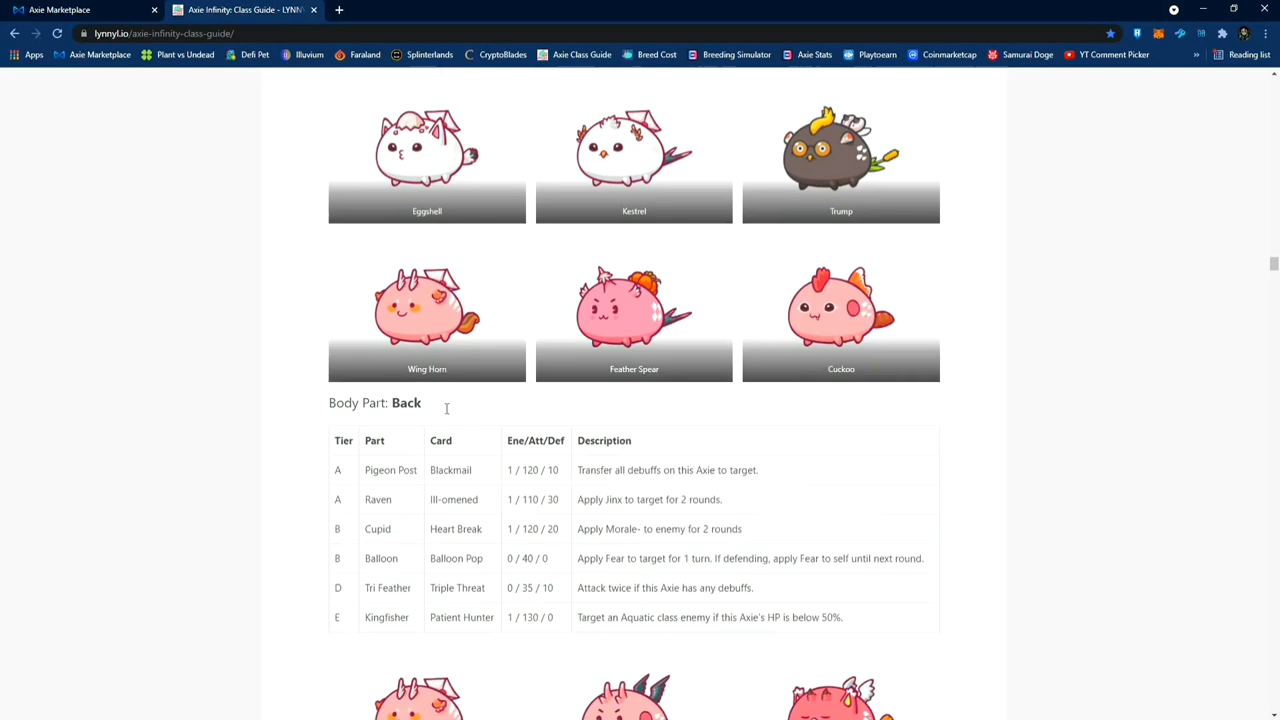 Axie Marketplace
Axie Infinity: Class Guide - LYNN
lynnyl.io/axie-infinity-class-guide/
Apps Axie Marketplace Plant vs Undead Defi Pet Illuvium Faraland Splinterlands CryptoBlades Axie Class Guide Breed Cost Breeding Simulator Axie Stats Playtoearn Coinmarketcap Samurai Doge YT Comment Picker » Reading list
Eggshell Kestrel Trump
Wing Horn Feather Spear Cuckoo
Body Part: Back
Tier Part Card Ene/Att/Def Description
A Pigeon Post Blackmail 1 / 120 / 10 Transfer all debuffs on this Axie to target.
A Raven Ill-omened 1 / 110 / 30 Apply Jinx to target for 2 rounds.
B Cupid Heart Break 1 / 120 / 20 Apply Morale- to enemy for 2 rounds
B Balloon Balloon Pop 0 / 40 / 0 Apply Fear to target for 1 turn. If defending, apply Fear to self until next round.
D Tri Feather Triple Threat 0 / 35 / 10 Attack twice if this Axie has any debuffs.
E Kingfisher Patient Hunter 1 / 130 / 0 Target an Aquatic class enemy if this Axie's HP is below 50%.